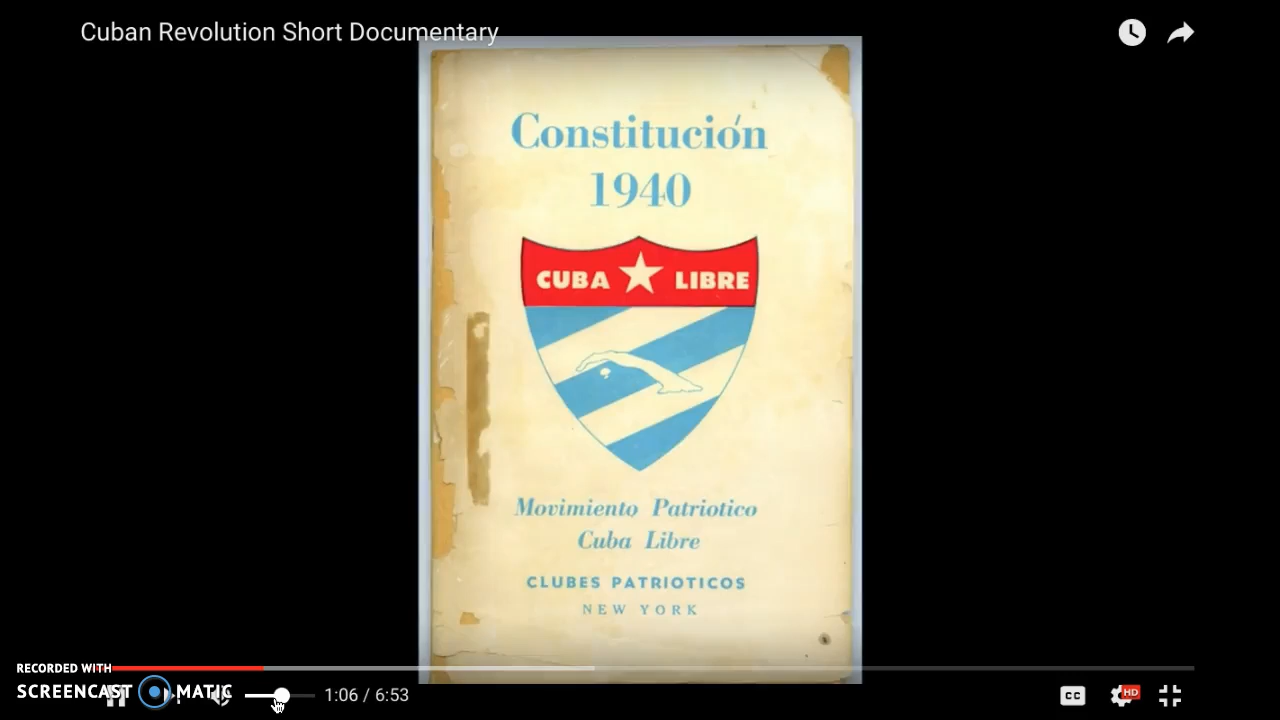 Cuban Revolution Short Documentary
Constitución
1940
CUBA LIBRE
Movimiento Patriotico
Cuba Libre
CLUBES PATRIOTICOS
NEW YORK
RECORDED WITH
SCREENCAST MATIC
1:06 / 6:53
CC
HD